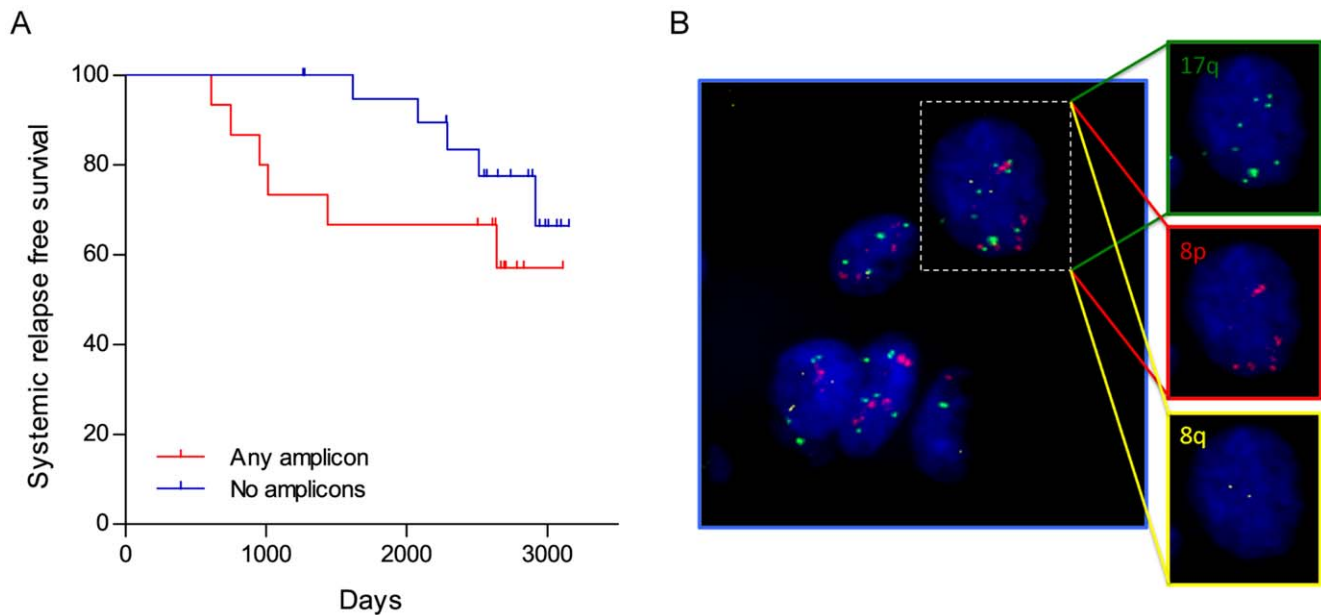 A
B
100
80
60
40
20
0
Systemic relapse free survival
Any amplicon
No amplicons
0 1000 2000 3000
Days
17q
8p
8q